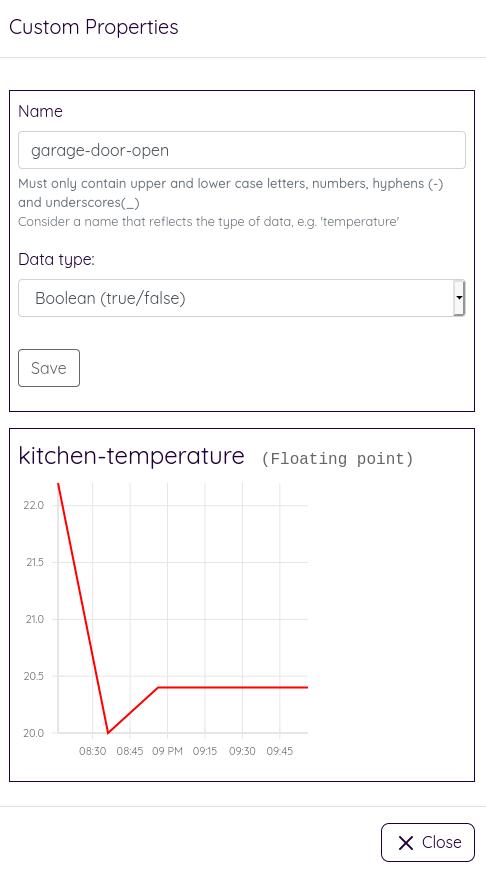 Custom Properties
Name
garage-door-open
Must only contain upper and lower case letters, numbers, hyphens (-)
and underscores(_)
Consider a name that reflects the type of data, e.g. 'temperature'
Data type:
Boolean (true/false)
Save
kitchen-temperature (Floating point)
22.0
21.5
21.0
20.5
20.0
08:30 08:45 09 PM 09:15 09:30 09:45
Close